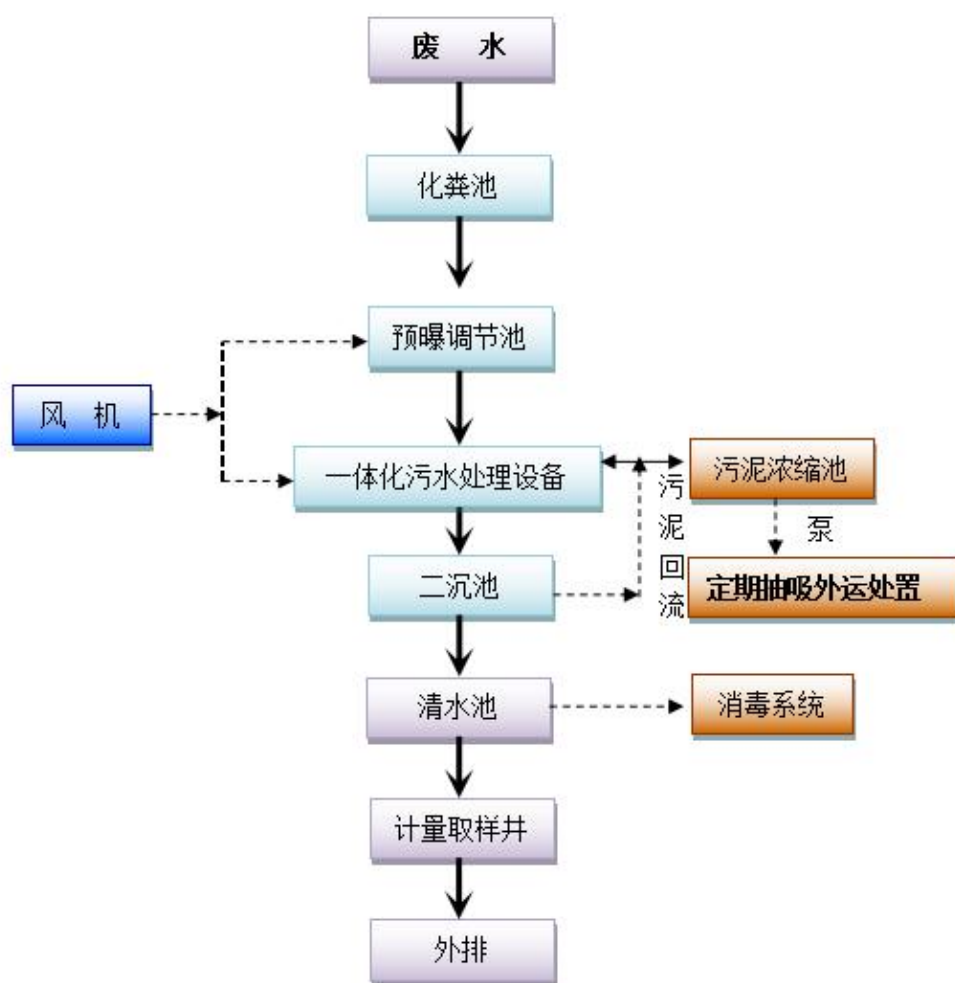 废 水
化粪池
预曝调节池
风 机
一体化污水处理设备
污泥浓缩池
污泥回流
泵
二沉池
定期抽吸外运处置
清水池
消毒系统
计量取样井
外排